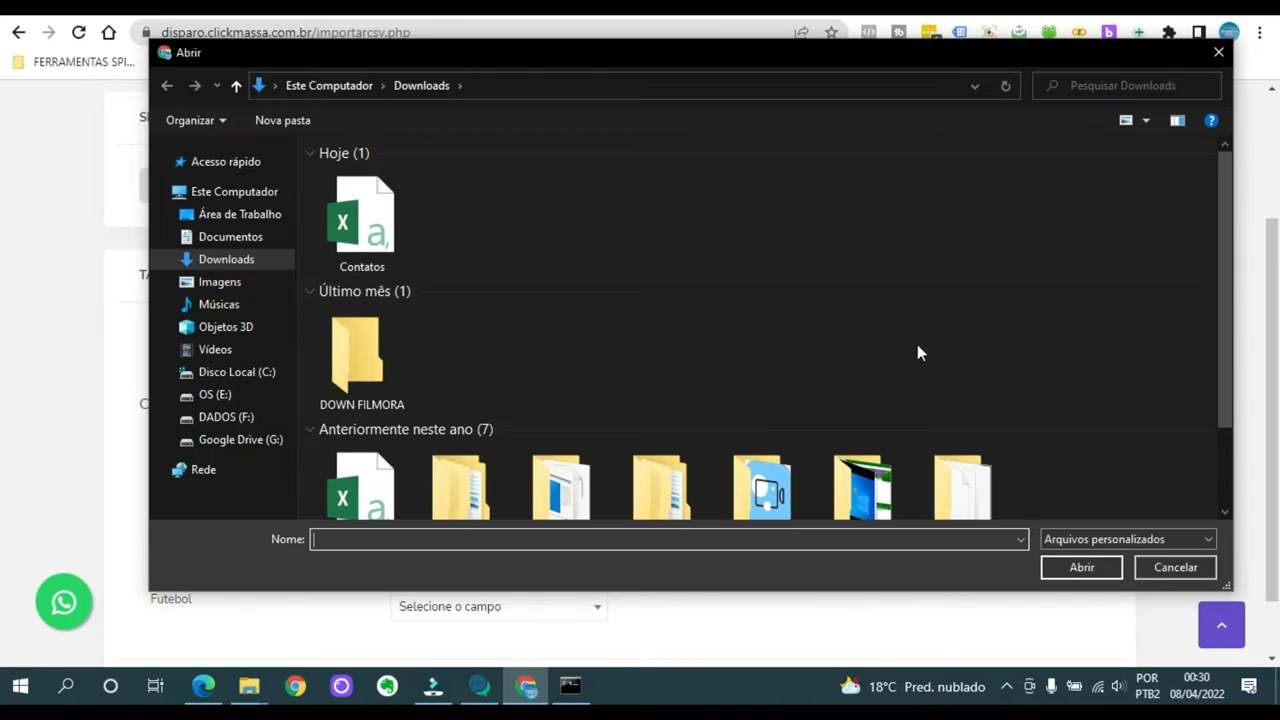 disparo.clickmassa.com.br/importarcsv.php
FERRAMENTAS SPI...
Abrir
Este Computador
Downloads
Pesquisar Downloads
Organizar
Nova pasta
Acesso rápido
Este Computador
Área de Trabalho
Documentos
Downloads
Imagens
Músicas
Objetos 3D
Vídeos
Disco Local (C:)
OS (E:)
DADOS (F:)
Google Drive (G:)
Rede
Hoje (1)
X a,
Contatos
Último mês (1)
DOWN FILMORA
Anteriormente neste ano (7)
X a
Nome:
Arquivos personalizados
Abrir
Cancelar
Futebol
Selecione o campo
18°C Pred. nublado
POR
PTB2
00:30
08/04/2022